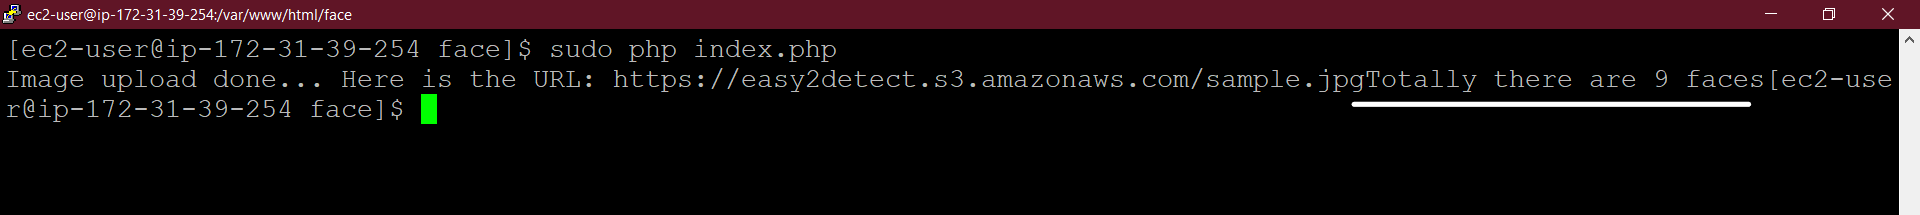 ec2-user@ip-172-31-39-254:/var/www/html/face
[ec2-user@ip-172-31-39-254 face]$ sudo php index.php
Image upload done... Here is the URL: https://easy2detect.s3.amazonaws.com/sample.jpgTotally there are 9 faces[ec2-use
r@ip-172-31-39-254 face]$